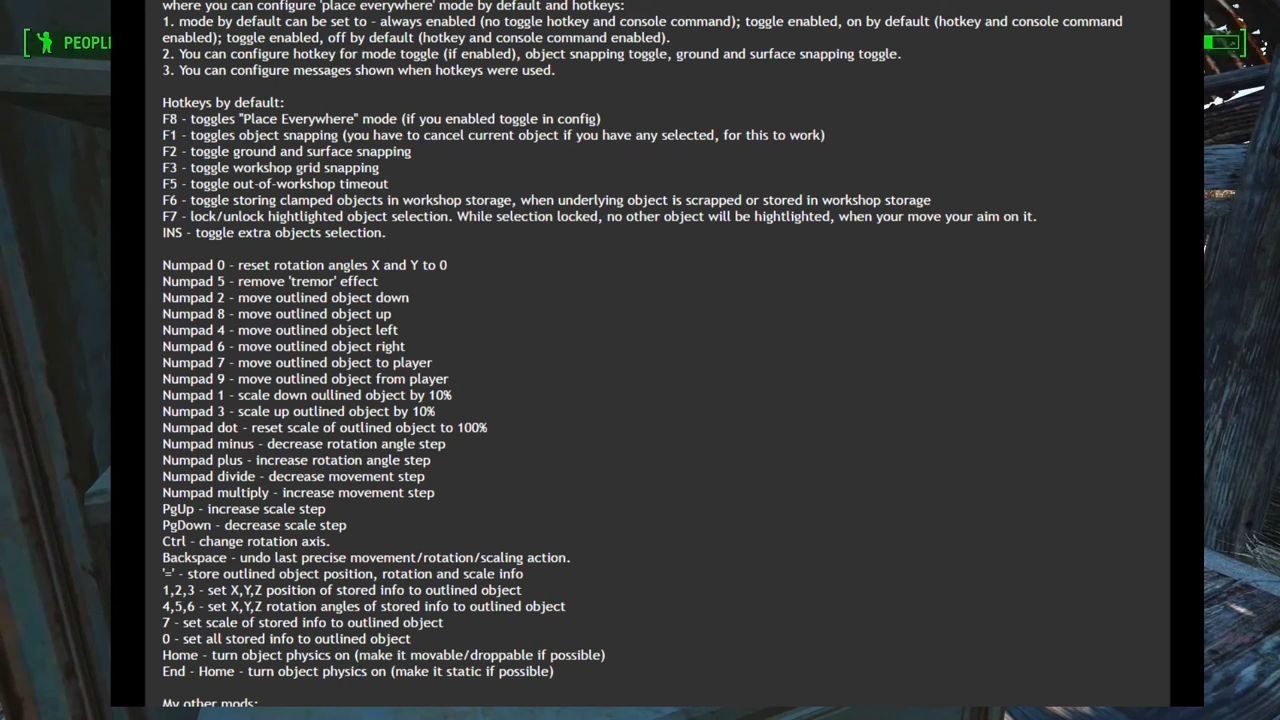 where you can configure 'place everywhere' mode by default and hotkeys:
1. mode by default can be set to - always enabled (no toggle hotkey and console command); toggle enabled, on by default (hotkey and console command
enabled); toggle enabled, off by default (hotkey and console command enabled).
2. You can configure hotkey for mode toggle (if enabled), object snapping toggle, ground and surface snapping toggle.
3. You can configure messages shown when hotkeys were used.
PEOPLE
Hotkeys by default:
F8 - toggles "Place Everywhere" mode (if you enabled toggle in config)
F1 - toggles object snapping (you have to cancel current object if you have any selected, for this to work)
F2 - toggle ground and surface snapping
F3 - toggle workshop grid snapping
F5 - toggle out-of-workshop timeout
F6 - toggle storing clamped objects in workshop storage, when underlying object is scrapped or stored in workshop storage
F7 - lock/unlock hightlighted object selection. While selection locked, no other object will be hightlighted, when your move your aim on it.
INS - toggle extra objects selection.
Numpad 0 - reset rotation angles X and Y to 0
Numpad 5 - remove 'tremor' effect
Numpad 2 - move outlined object down
Numpad 8 - move outlined object up
Numpad 4 - move outlined object left
Numpad 6 - move outlined object right
Numpad 7 - move outlined object to player
Numpad 9 - move outlined object from player
Numpad 1 - scale down oullined object by 10%
Numpad 3 - scale up outlined object by 10%
Numpad dot - reset scale of outlined object to 100%
Numpad minus - decrease rotation angle step
Numpad plus - increase rotation angle step
Numpad divide - decrease movement step
Numpad multiply - increase movement step
PgUp - increase scale step
PgDown - decrease scale step
Ctrl - change rotation axis.
Backspace - undo last precise movement/rotation/scaling action.
'=' - store outlined object position, rotation and scale info
1,2,3 - set X,Y,Z position of stored info to outlined object
4,5,6 - set X,Y,Z rotation angles of stored info to outlined object
7 - set scale of stored info to outlined object
0 - set all stored info to outlined object
Home - turn object physics on (make it movable/droppable if possible)
End - Home - turn object physics on (make it static if possible)
My other mods: